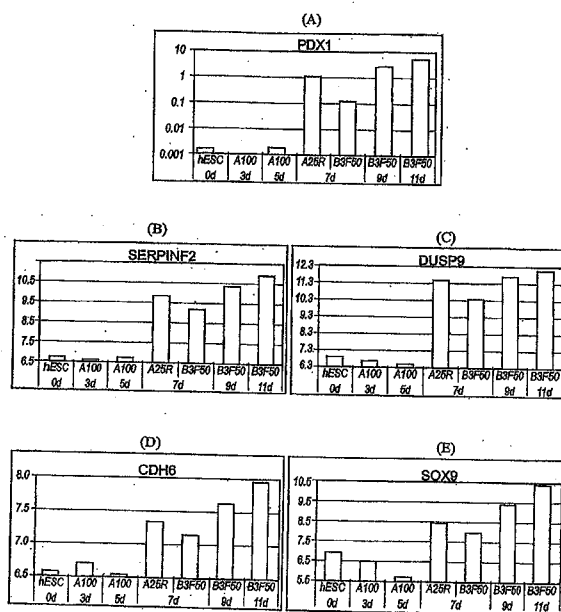 (A)
PDX1
10
1
0.1
0.01
0.001
hESC A100 A100 A25R B3F50 B3F50 B3F50
0d 3d 5d 7d 9d 11d
(B)
SERPINF2
10.5
9.5
8.5
7.5
6.5
hESC A100 A100 A25R B3F50 B3F50 B3F50
0d 3d 5d 7d 9d 11d
(C)
DUSP9
12.3
11.3
10.3
9.3
8.3
7.3
6.3
hESC A100 A100 A25R B3F50 B3F50 B3F50
0d 3d 5d 7d 9d 11d
(D)
CDH6
8.0
7.5
7.0
6.5
hESC A100 A100 A25R B3F50 B3F50 B3F50
0d 3d 5d 7d 9d 11d
(E)
SOX9
10.5
9.5
8.5
7.5
6.5
5.5
hESC A100 A100 A25R B3F50 B3F50 B3F50
0d 3d 5d 7d 9d 11d